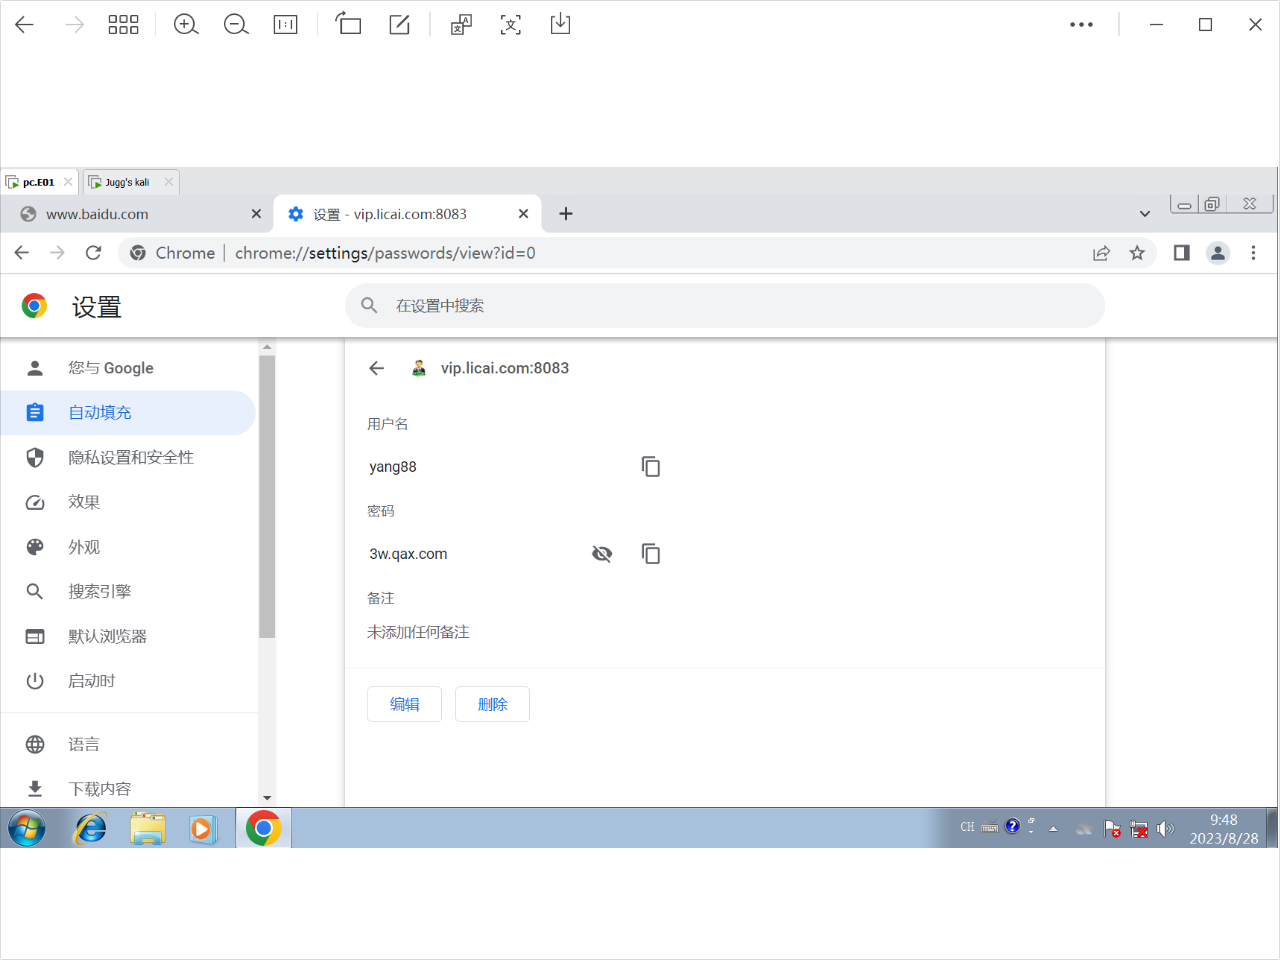 pc.E01
Jugg's kali
www.baidu.com
设置 - vip.licai.com:8083
Chrome
chrome://settings/passwords/view?id=0
设置
在设置中搜索
您与 Google
自动填充
隐私设置和安全性
效果
外观
搜索引擎
默认浏览器
启动时
语言
下载内容
vip.licai.com:8083
用户名
yang88
密码
3w.qax.com
备注
未添加任何备注
编辑
删除
CH
9:48
2023/8/28